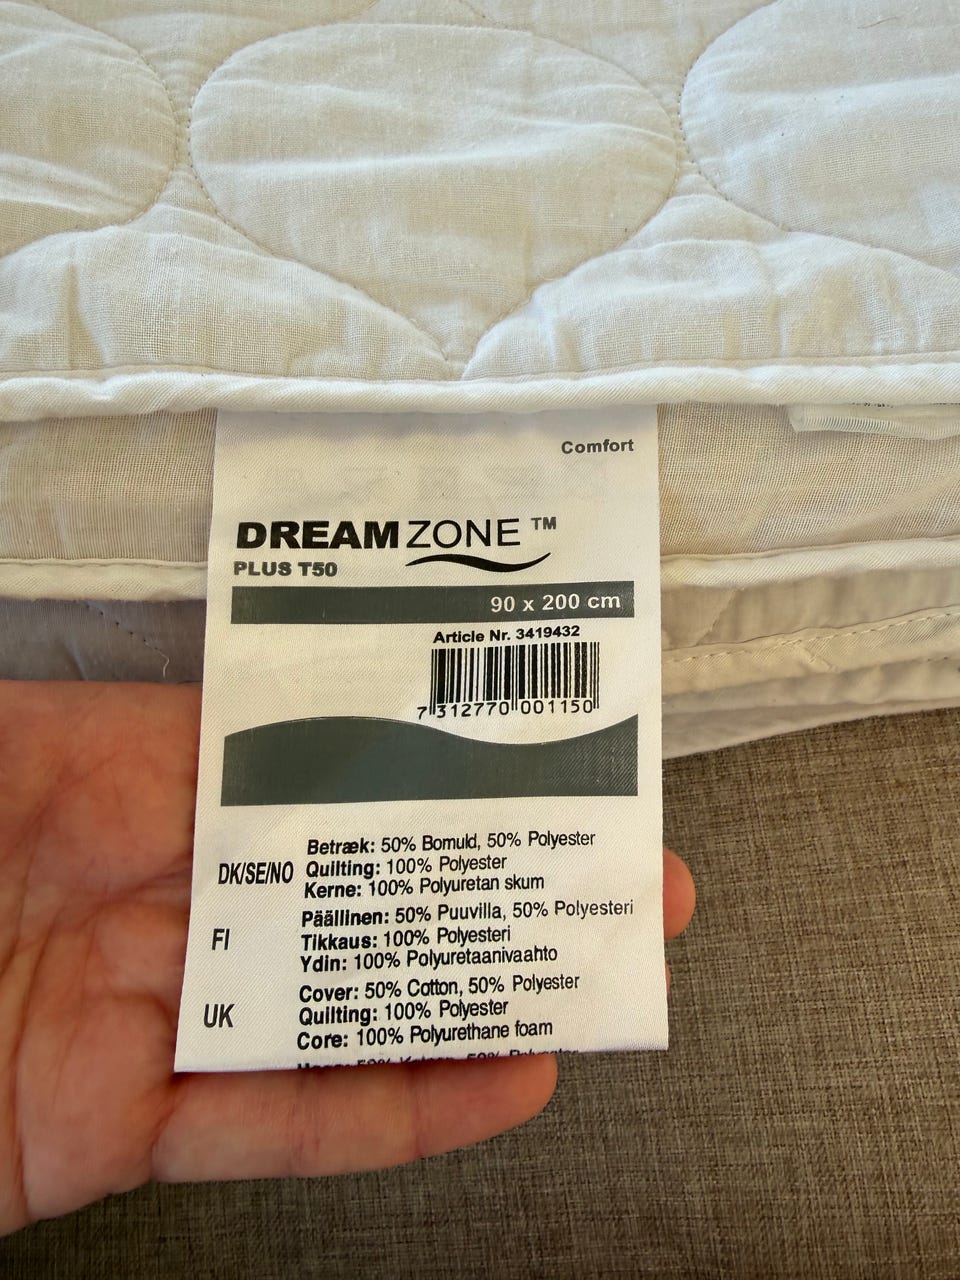 Comfort
DREAMZONE ™
PLUS T50
90 x 200 cm
Article Nr. 3419432
7 312770 001150
DK/SE/NO
Betræk: 50% Bomuld, 50% Polyester
Quilting: 100% Polyester
Kerne: 100% Polyuretan skum
FI
Päällinen: 50% Puuvilla, 50% Polyesteri
Tikkaus: 100% Polyesteri
Ydin: 100% Polyuretaanivaahto
UK
Cover: 50% Cotton, 50% Polyester
Quilting: 100% Polyester
Core: 100% Polyurethane foam